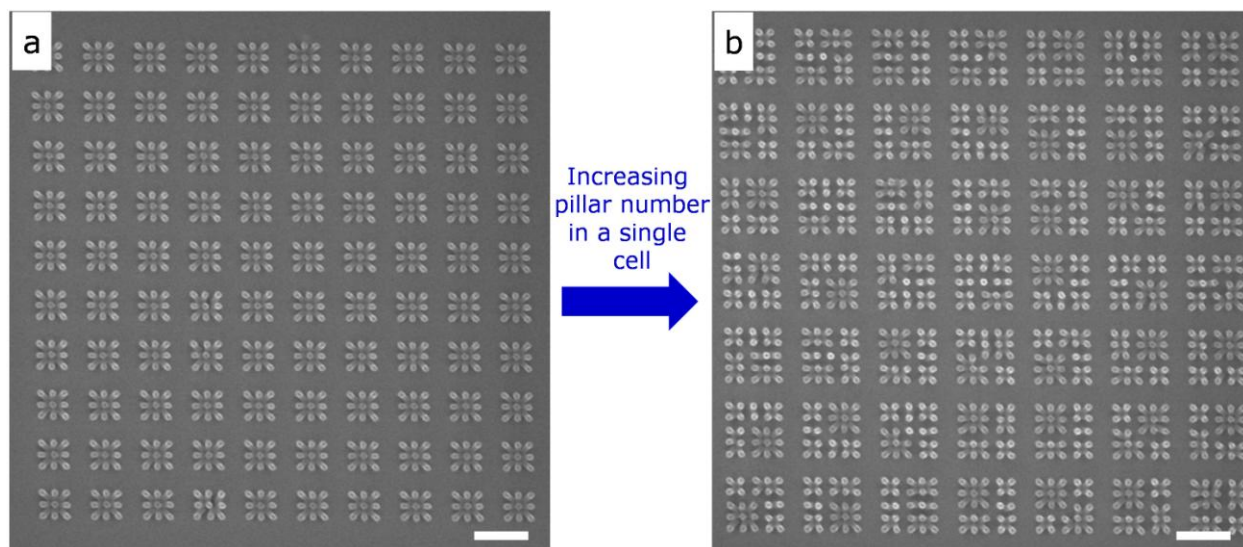 a
Increasing
pillar number
in a single
cell
b